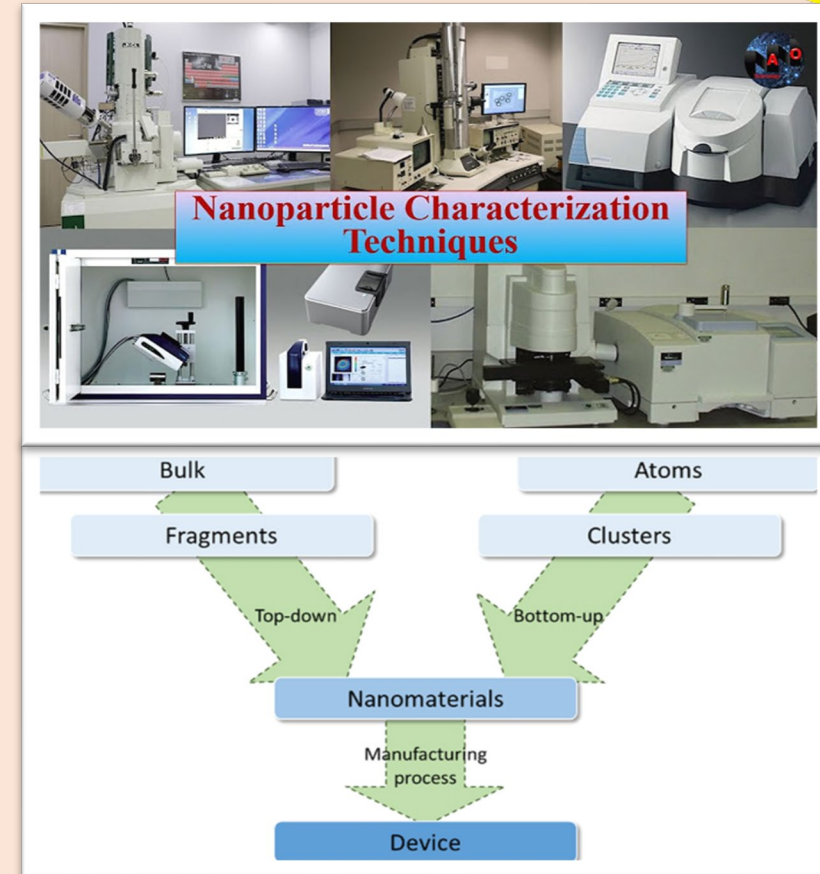 Nanoparticle Characterization
Techniques
Bulk
Atoms
Fragments
Clusters
Top-down
Bottom-up
Nanomaterials
Manufacturing
process
Device